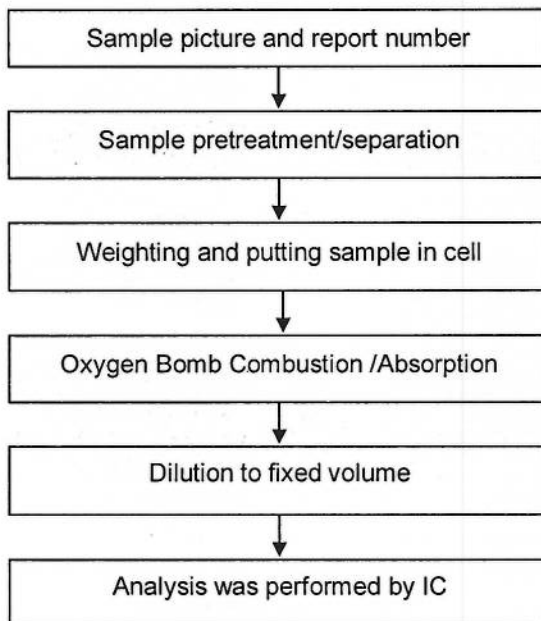 Sample picture and report number
Sample pretreatment/separation
Weighting and putting sample in cell
Oxygen Bomb Combustion /Absorption
Dilution to fixed volume
Analysis was performed by IC